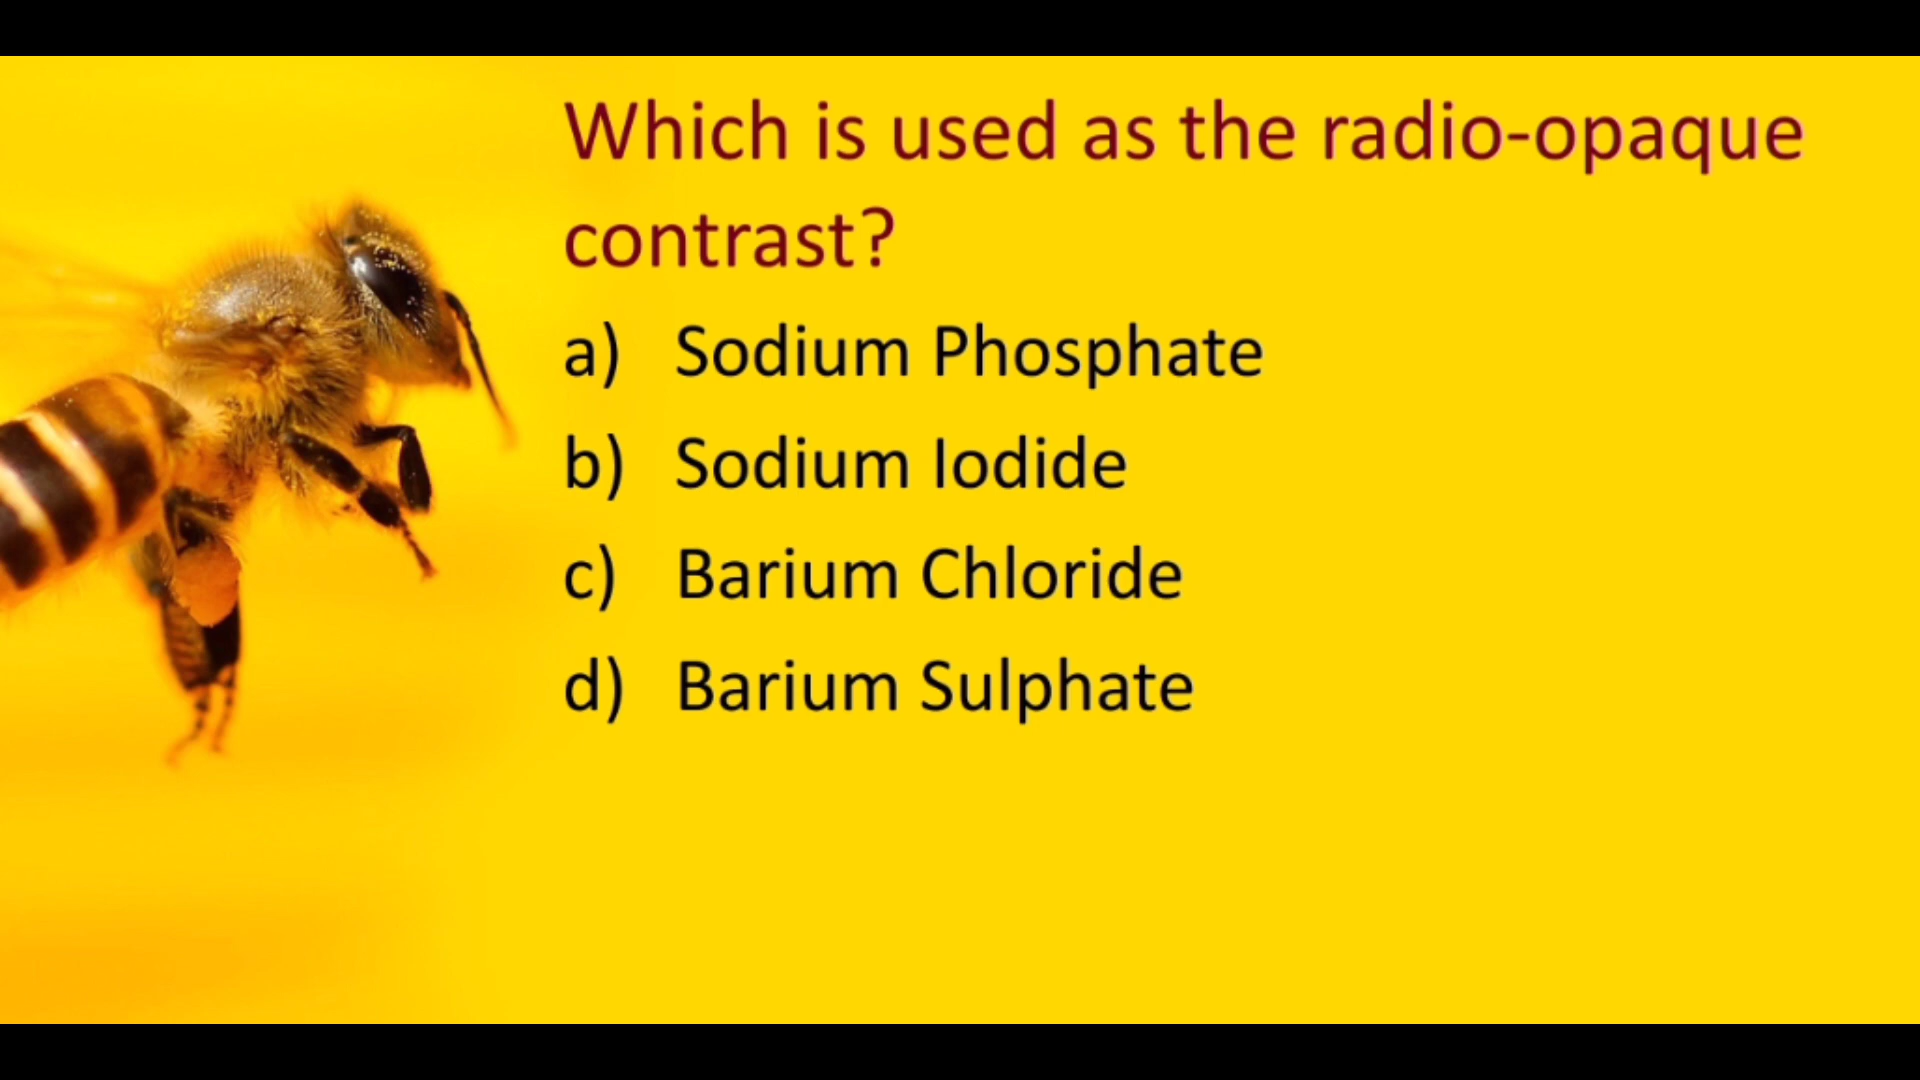 Which is used as the radio-opaque
contrast?
a) Sodium Phosphate
b) Sodium Iodide
c) Barium Chloride
d) Barium Sulphate